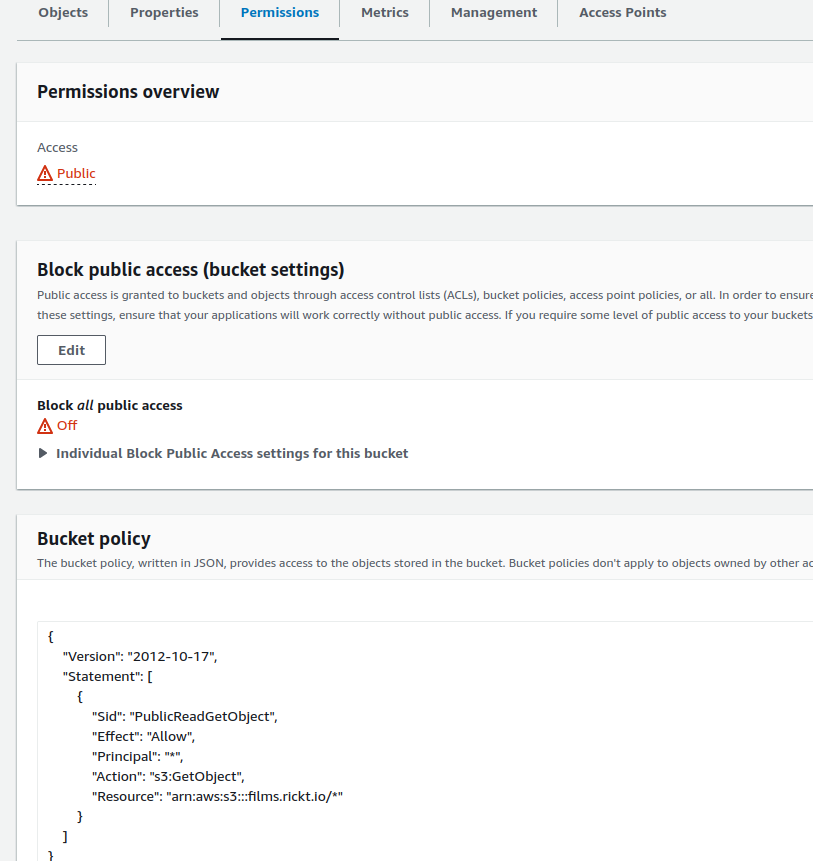 Objects Properties Permissions Metrics Management Access Points
Permissions overview
Access
Public
Block public access (bucket settings)
Public access is granted to buckets and objects through access control lists (ACLs), bucket policies, access point policies, or all. In order to ensure
these settings, ensure that your applications will work correctly without public access. If you require some level of public access to your buckets
Edit
Block all public access
Off
Individual Block Public Access settings for this bucket
Bucket policy
The bucket policy, written in JSON, provides access to the objects stored in the bucket. Bucket policies don't apply to objects owned by other ac
{
"Version": "2012-10-17",
"Statement": [
{
"Sid": "PublicReadGetObject",
"Effect": "Allow",
"Principal": "*",
"Action": "s3:GetObject",
"Resource": "arn:aws:s3:::films.rickt.io/*"
}
]
}